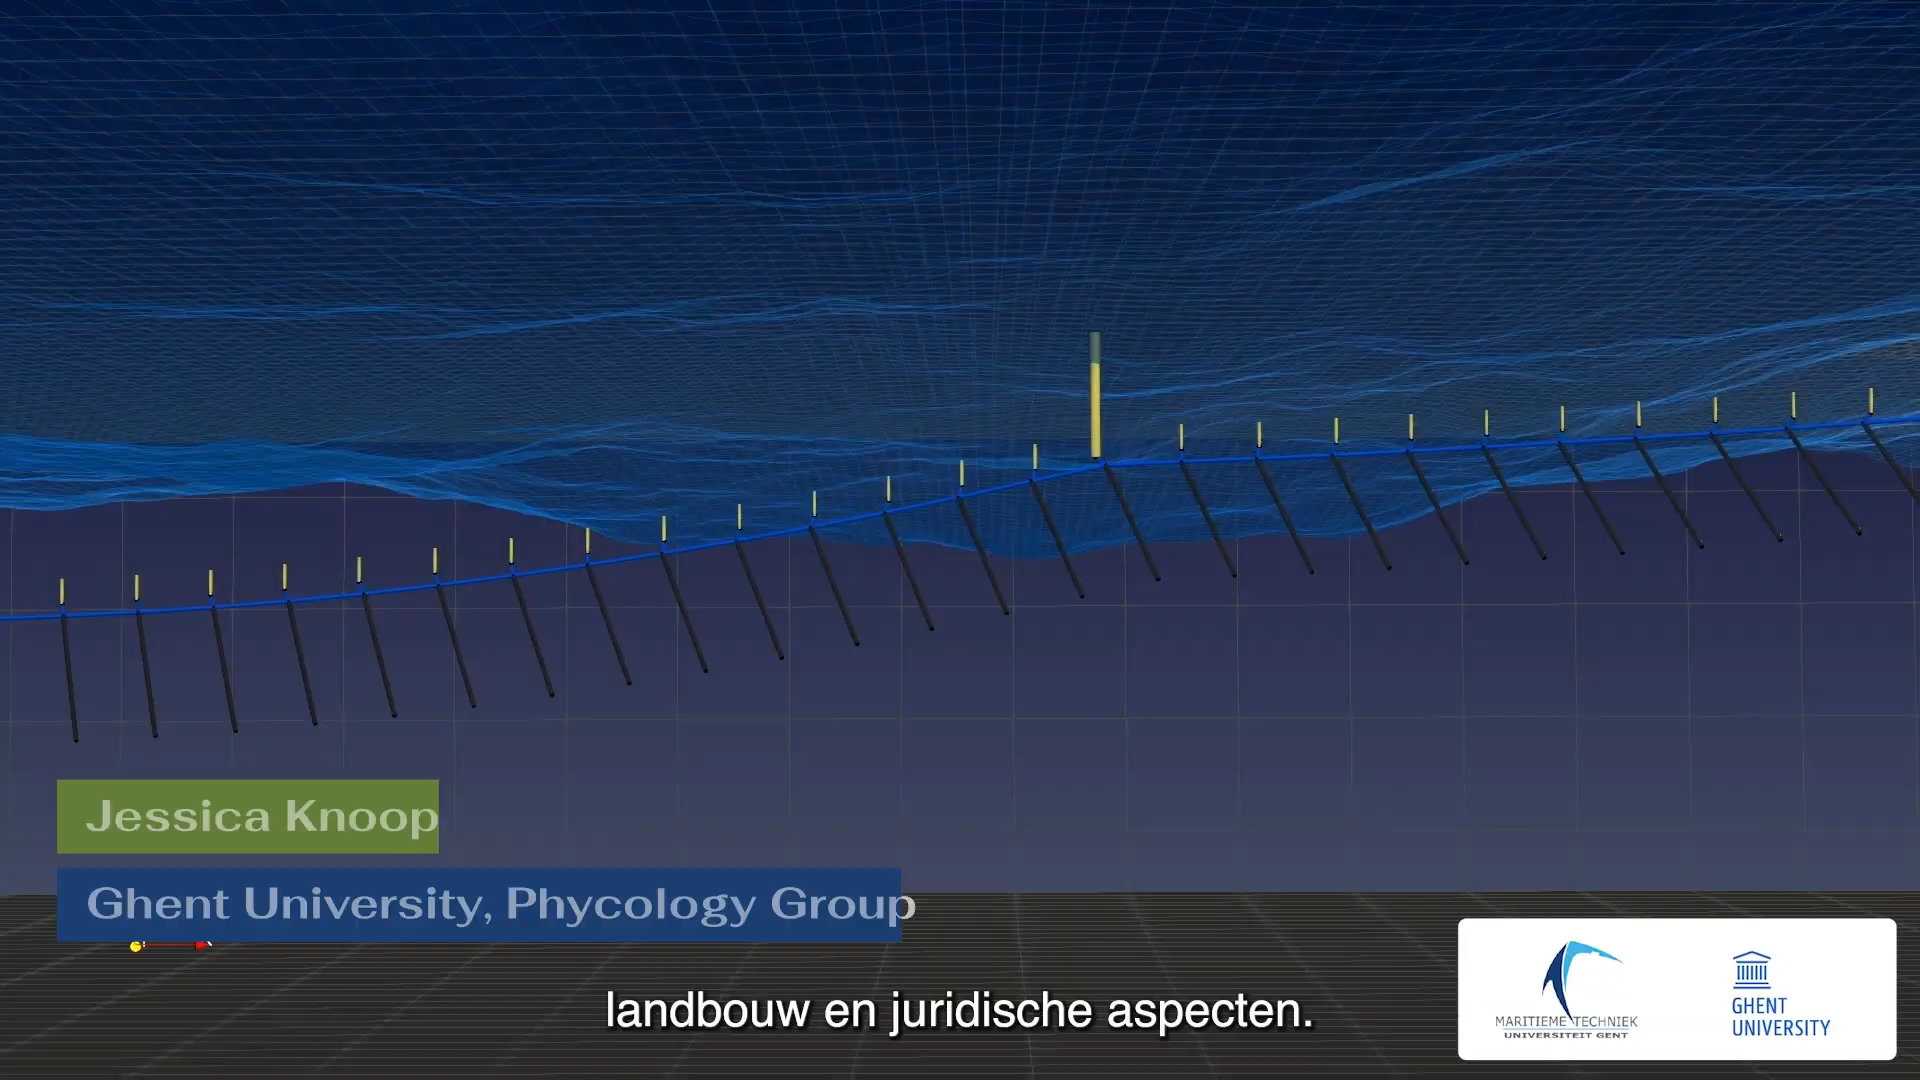 Jessica Knoop
Ghent University, Phycology Group
landbouw en juridische aspecten.
MARITIEME TECHNIEK
UNIVERSITEIT GENT
GHENT
UNIVERSITY